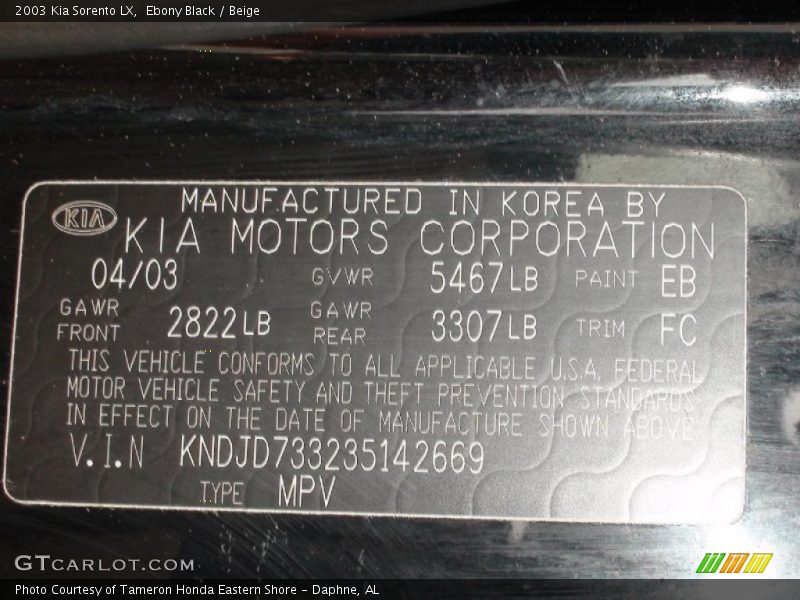 2003 Kia Sorento LX, Ebony Black / Beige
MANUFACTURED IN KOREA BY
KIA
KIA MOTORS CORPORATION
04/03 GVWR 5467LB PAINT EB
GAWR FRONT 2822LB GAWR REAR 3307LB TRIM FC
THIS VEHICLE CONFORMS TO ALL APPLICABLE U.S.A. FEDERAL
MOTOR VEHICLE SAFETY AND THEFT PREVENTION STANDARDS
IN EFFECT ON THE DATE OF MANUFACTURE SHOWN ABOVE.
V.I.N KNDJD733235142669
TYPE MPV
GTCARLOT.COM
Photo Courtesy of Tameron Honda Eastern Shore - Daphne, AL